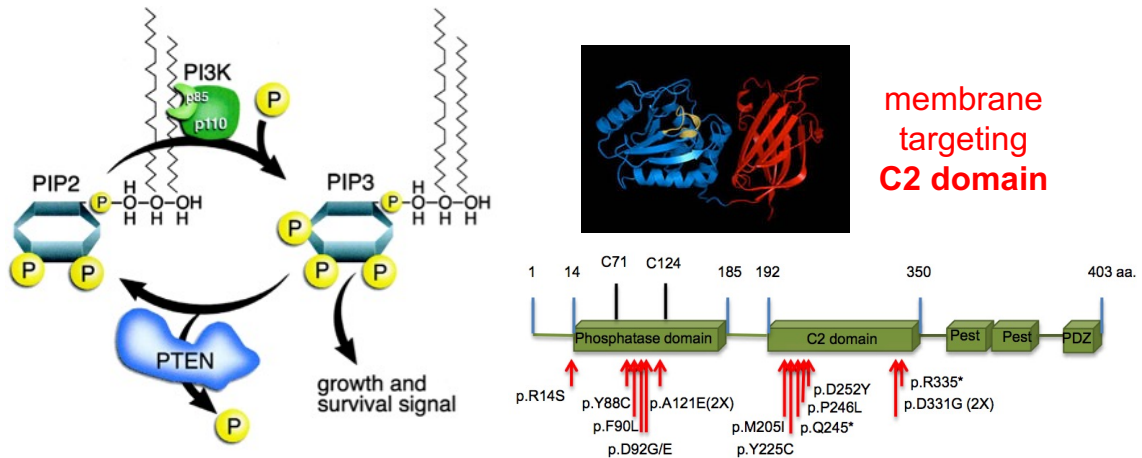 PI3K
p85
p110
P
PIP2
PIP3
P
H H
O-O-OH
H H H
P
H H
O-O-OH
H H H
P
P P
P P
PTEN
P
growth and
survival signal
membrane
targeting
C2 domain
1 14 C71 C124 185 192 350 403 aa.
Phosphatase domain C2 domain Pest Pest PDZ
p.R14S
p.Y88C p.A121E(2X)
p.F90L
p.D92G/E
p.D252Y
p.P246L
p.M205I p.Q245*
p.Y225C
p.R335*
p.D331G (2X)